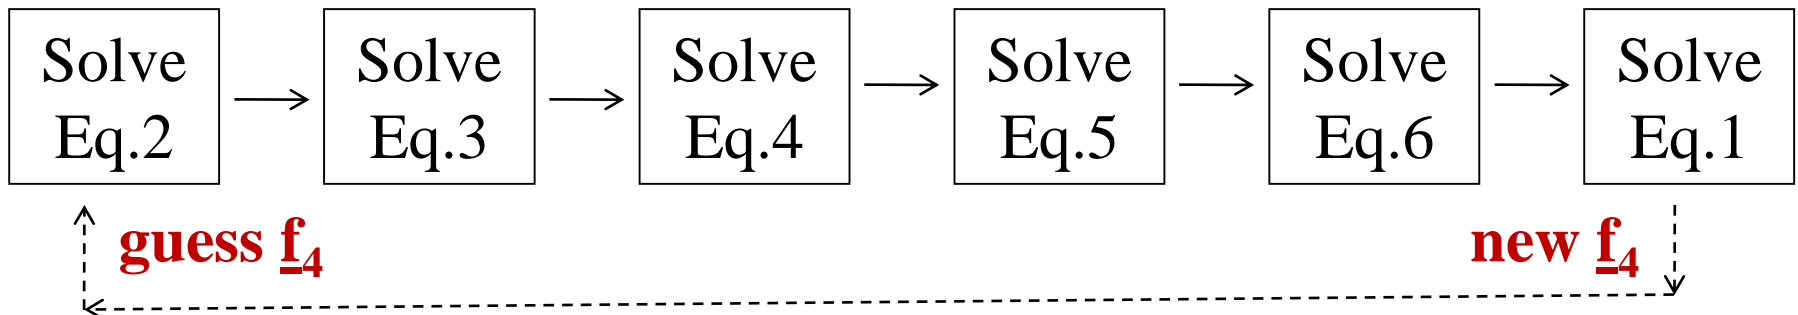 Solve
Eq.2
Solve
Eq.3
Solve
Eq.4
Solve
Eq.5
Solve
Eq.6
Solve
Eq.1
guess f₄
new f₄